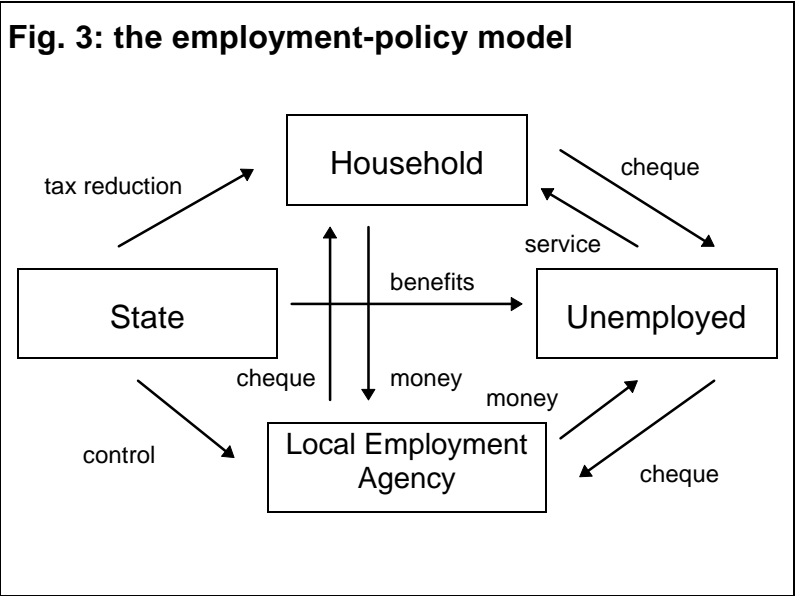 Fig. 3: the employment-policy model
Household
cheque
tax reduction
service
benefits
State
Unemployed
cheque
money
money
control
Local Employment
Agency
cheque